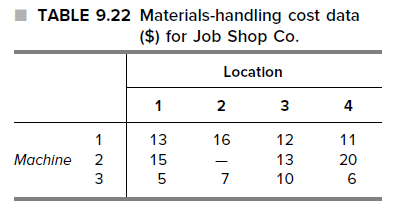 TABLE 9.22 Materials-handling cost data
($) for Job Shop Co.
Location
1 2 3 4
1 13 16 12 11
Machine 2 15 – 13 20
3 5 7 10 6